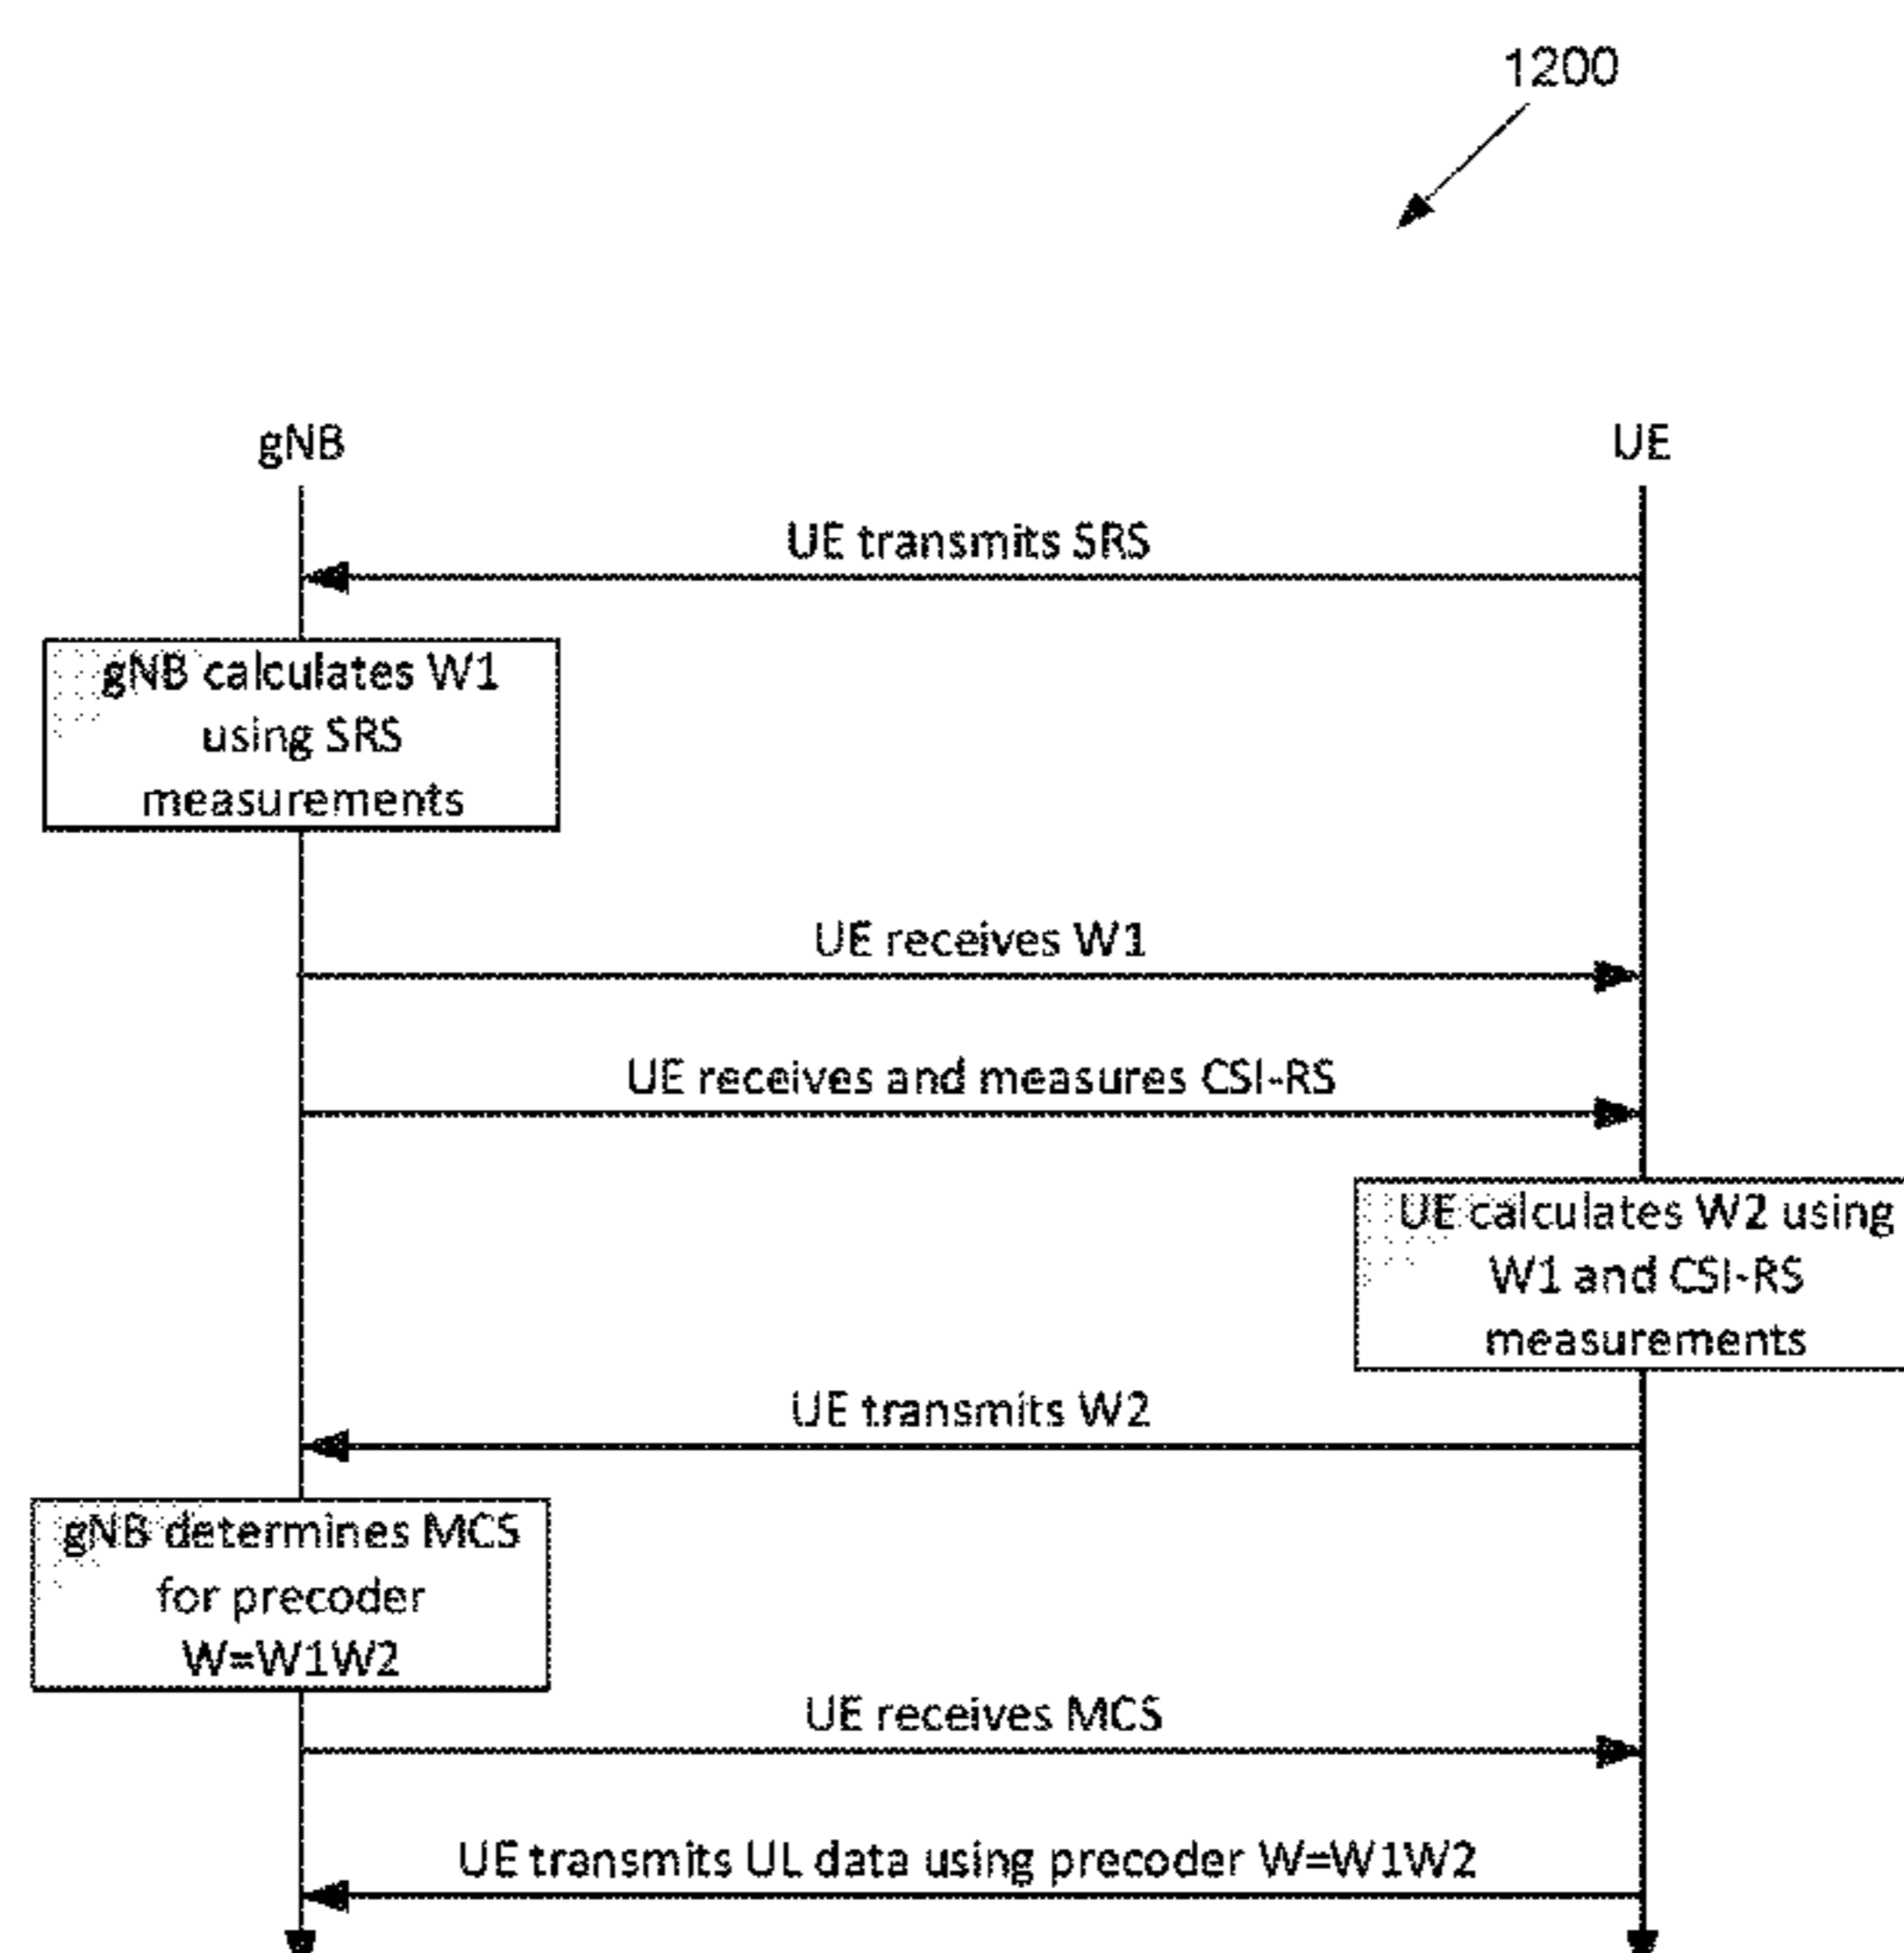 1200
gNB
UE
UE transmits SRS
gNB calculates W1
using SRS
measurements
UE receives W1
UE receives and measures CSI-RS
UE calculates W2 using
W1 and CSI-RS
measurements
UE transmits W2
gNB determines MCS
for precoder
W=W1W2
UE receives MCS
UE transmits UL data using precoder W=W1W2